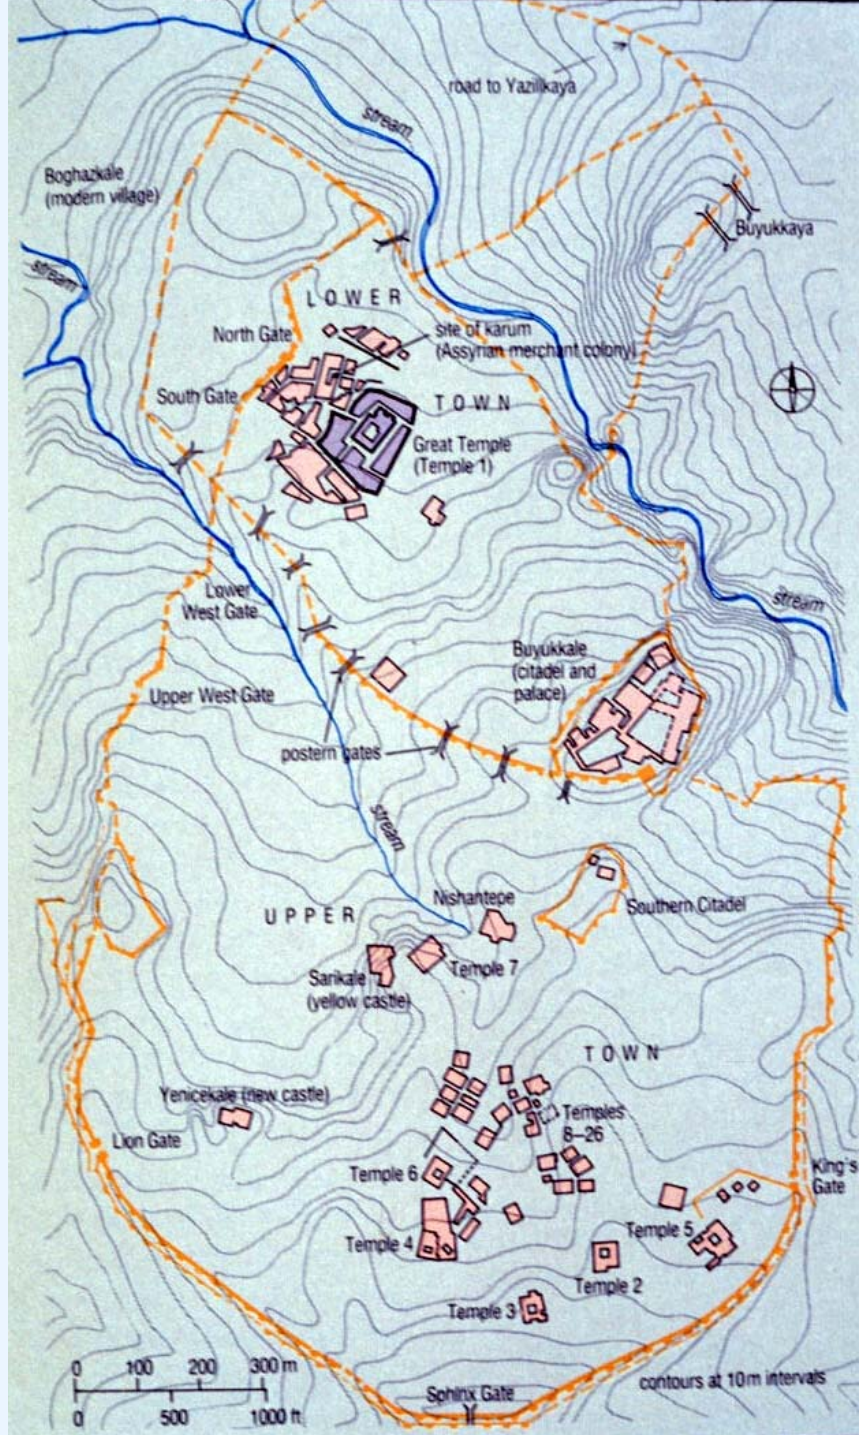 road to Yazilikaya
stream
Boghazkale
(modern village)
Buyukkaya
stream
LOWER
North Gate
site of karum
(Assyrian merchant colony)
South Gate
TOWN
Great Temple
(Temple 1)
Lower
West Gate
stream
Buyukkale
(citadel and
palace)
Upper West Gate
postern gates
stream
Nishantepe
Southern Citadel
UPPER
Temple 7
Sarikale
(yellow castle)
TOWN
Yenicekale (new castle)
Temples
8–26
Lion Gate
Temple 6
King's
Gate
Temple 5
Temple 4
Temple 2
Temple 3
0 100 200 300 m
0 500 1000 ft
Sphinx Gate
contours at 10m intervals